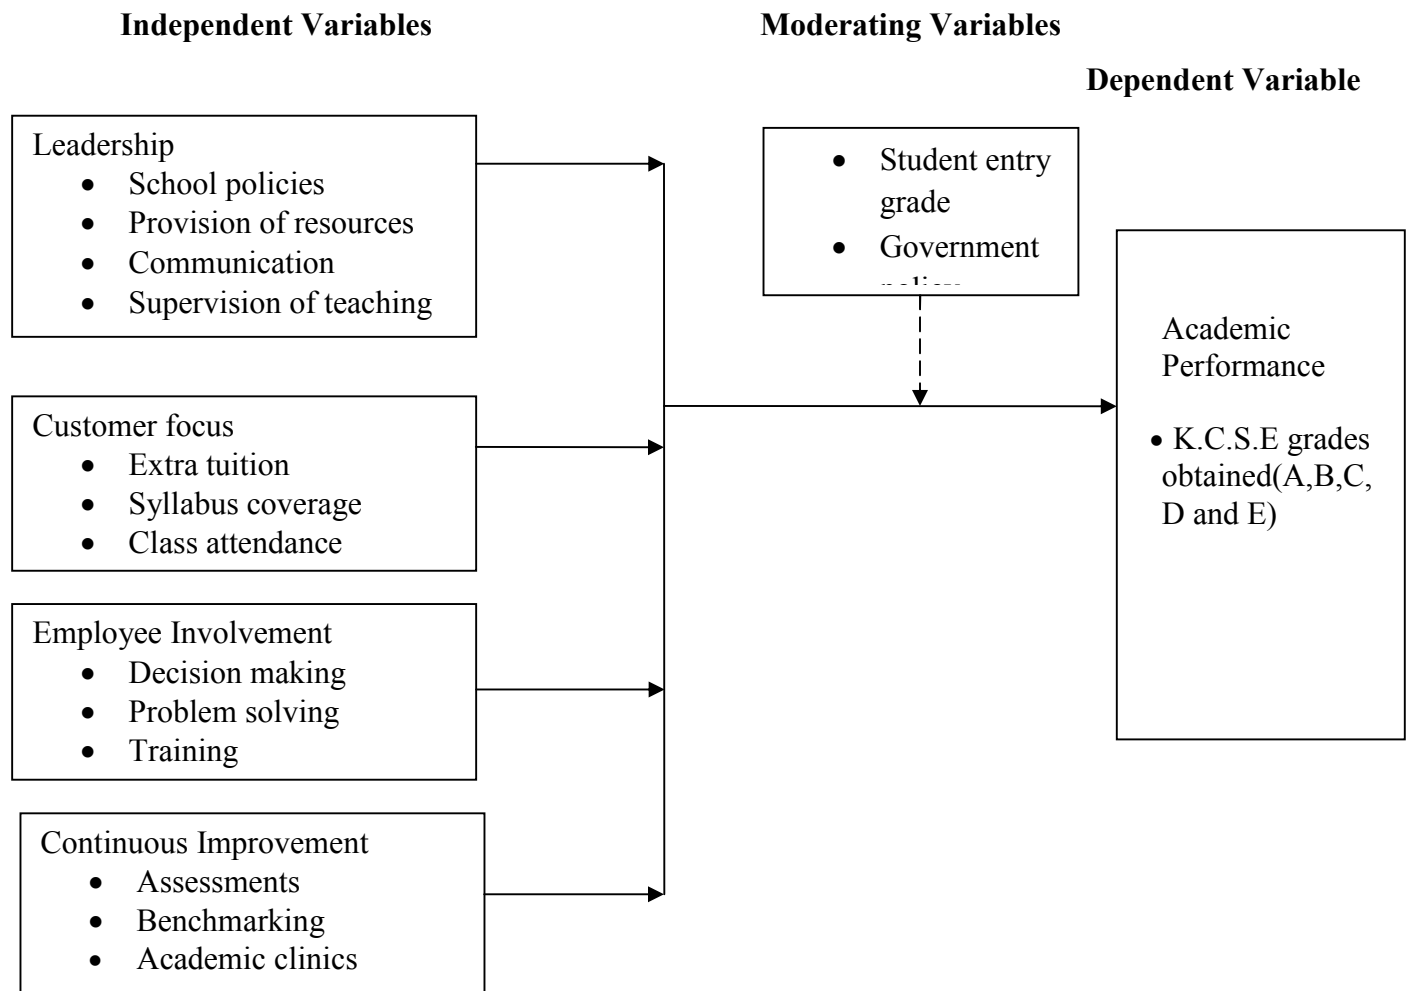 Independent Variables
Moderating Variables
Dependent Variable
Leadership
• School policies
• Provision of resources
• Communication
• Supervision of teaching
Customer focus
• Extra tuition
• Syllabus coverage
• Class attendance
Employee Involvement
• Decision making
• Problem solving
• Training
Continuous Improvement
• Assessments
• Benchmarking
• Academic clinics
• Student entry
grade
• Government
Academic
Performance
• K.C.S.E grades
obtained(A,B,C,
D and E)